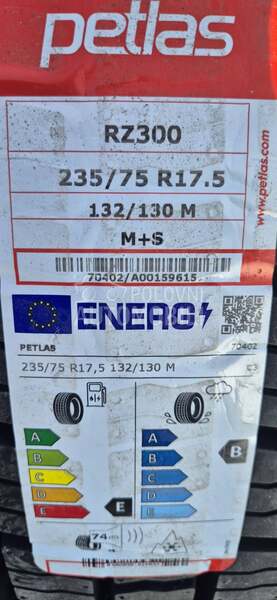 petlas
www.petlas.com
RZ300
235/75 R17.5
132/130 M
M+S
70402/A00159615
ENERG
PETLAS
70402
235/75 R17,5 132/130 M
C3
A
B
C
D
E
E
A
B
C
D
E
B
74